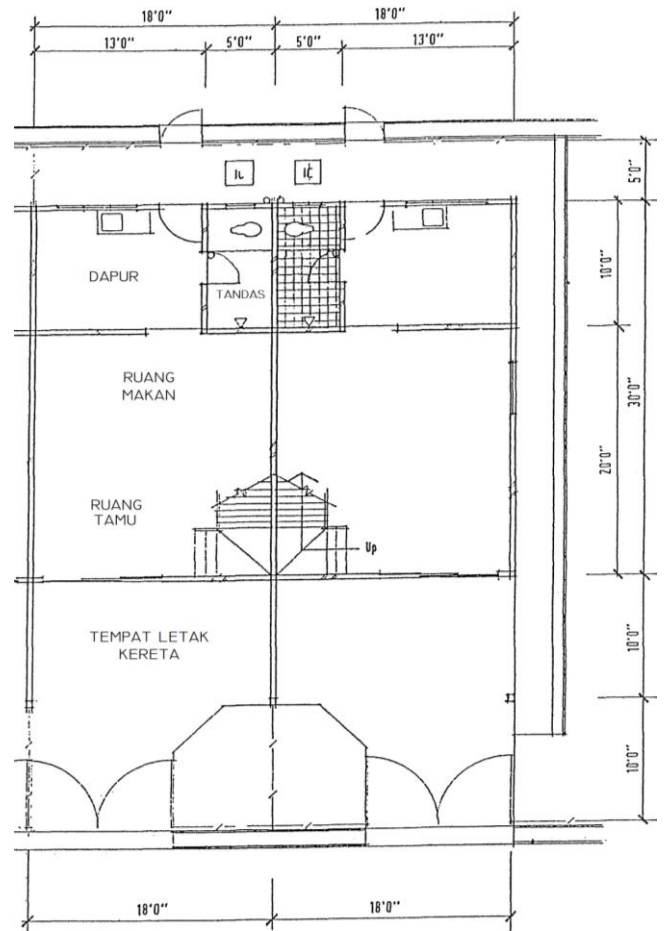 18'0"
18'0"
13'0"
5'0"
5'0"
13'0"
5'0"
DAPUR
TANDAS
10'0"
RUANG
MAKAN
30'0"
20'0"
RUANG
TAMU
Up
TEMPAT LETAK
KERETA
10'0"
10'0"
18'0"
18'0"